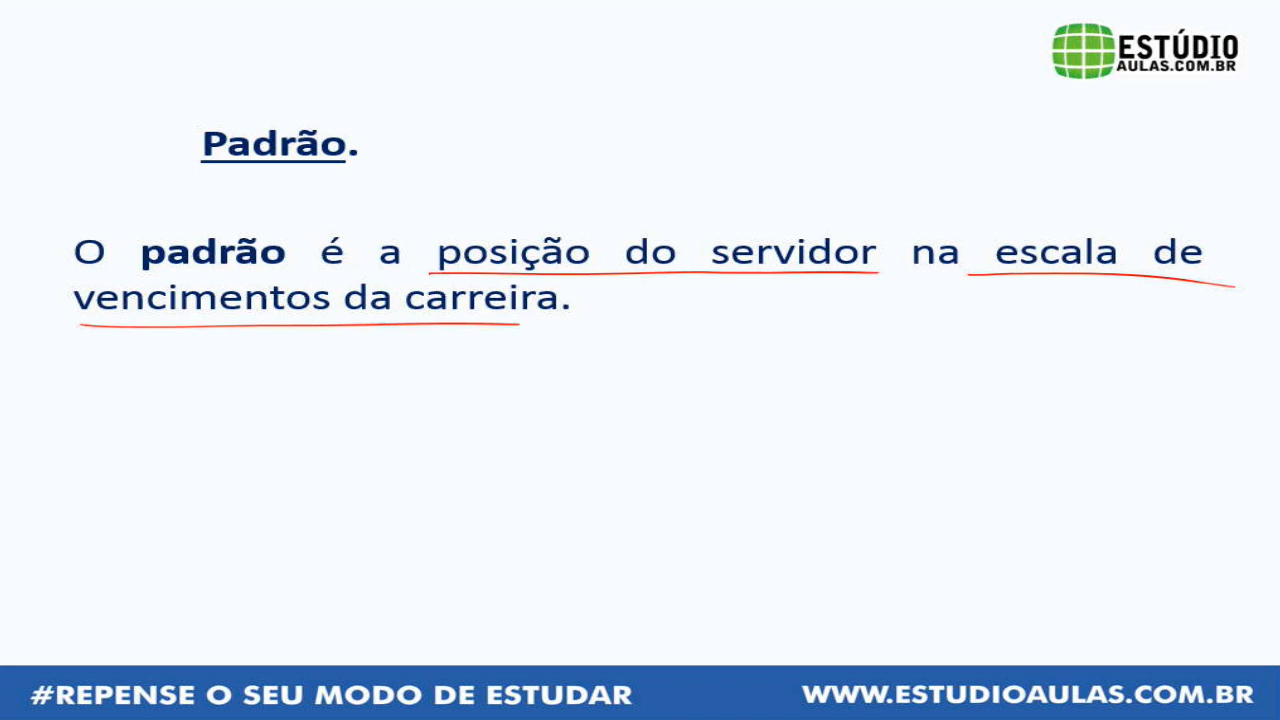 ESTÚDIO
AULAS.COM.BR
Padrão.
O padrão é a posição do servidor na escala de
vencimentos da carreira.
#REPENSE O SEU MODO DE ESTUDAR
WWW.ESTUDIOAULAS.COM.BR